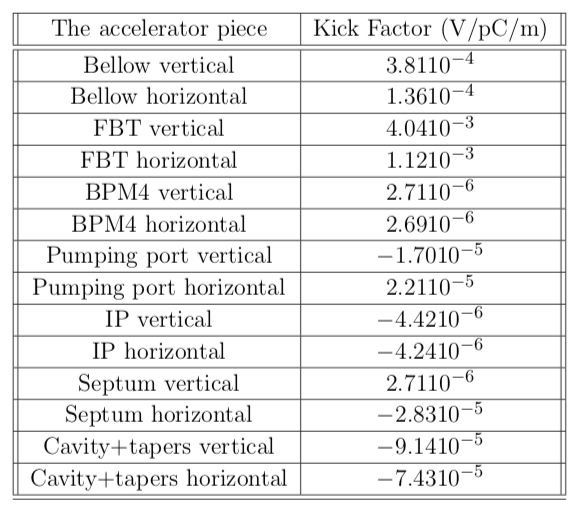 The accelerator piece Kick Factor (V/pC/m)
Bellow vertical 3.8110⁻⁴
Bellow horizontal 1.3610⁻⁴
FBT vertical 4.0410⁻³
FBT horizontal 1.1210⁻³
BPM4 vertical 2.7110⁻⁶
BPM4 horizontal 2.6910⁻⁶
Pumping port vertical −1.7010⁻⁵
Pumping port horizontal 2.2110⁻⁵
IP vertical −4.4210⁻⁶
IP horizontal −4.2410⁻⁶
Septum vertical 2.7110⁻⁶
Septum horizontal −2.8310⁻⁵
Cavity+tapers vertical −9.1410⁻⁵
Cavity+tapers horizontal −7.4310⁻⁵